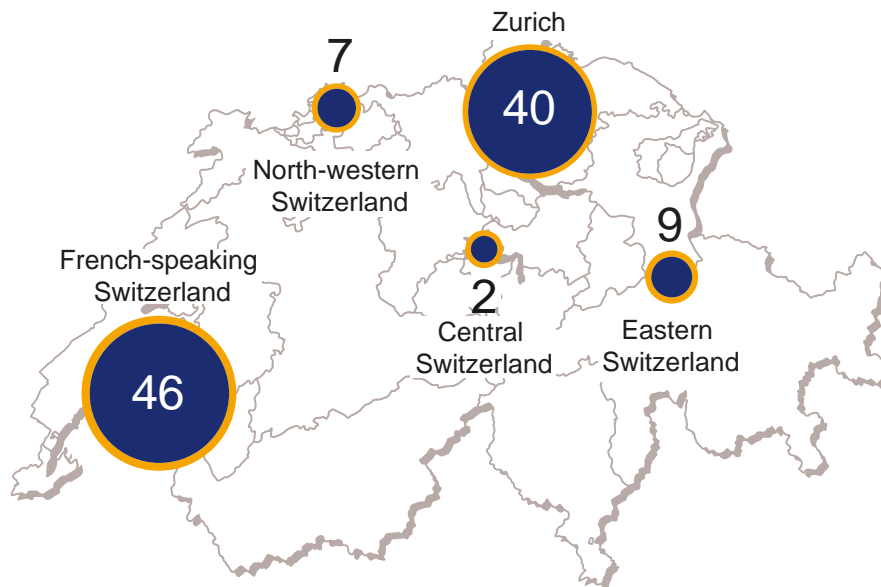 Zurich
7
40
North-western
Switzerland
9
French-speaking
Switzerland
2
Central
Switzerland
Eastern
Switzerland
46